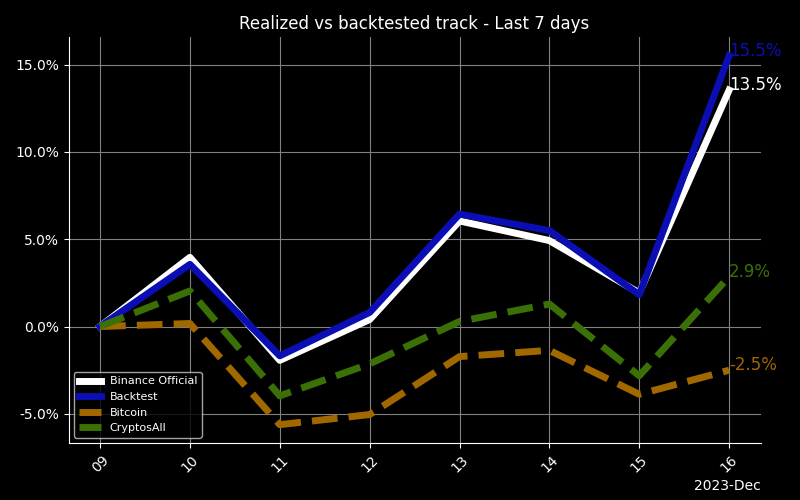 Realized vs backtested track - Last 7 days
15.0%
10.0%
5.0%
0.0%
-5.0%
15.5%
13.5%
2.9%
-2.5%
Binance Official
Backtest
Bitcoin
CryptosAll
09
10
11
12
13
14
15
16
2023-Dec